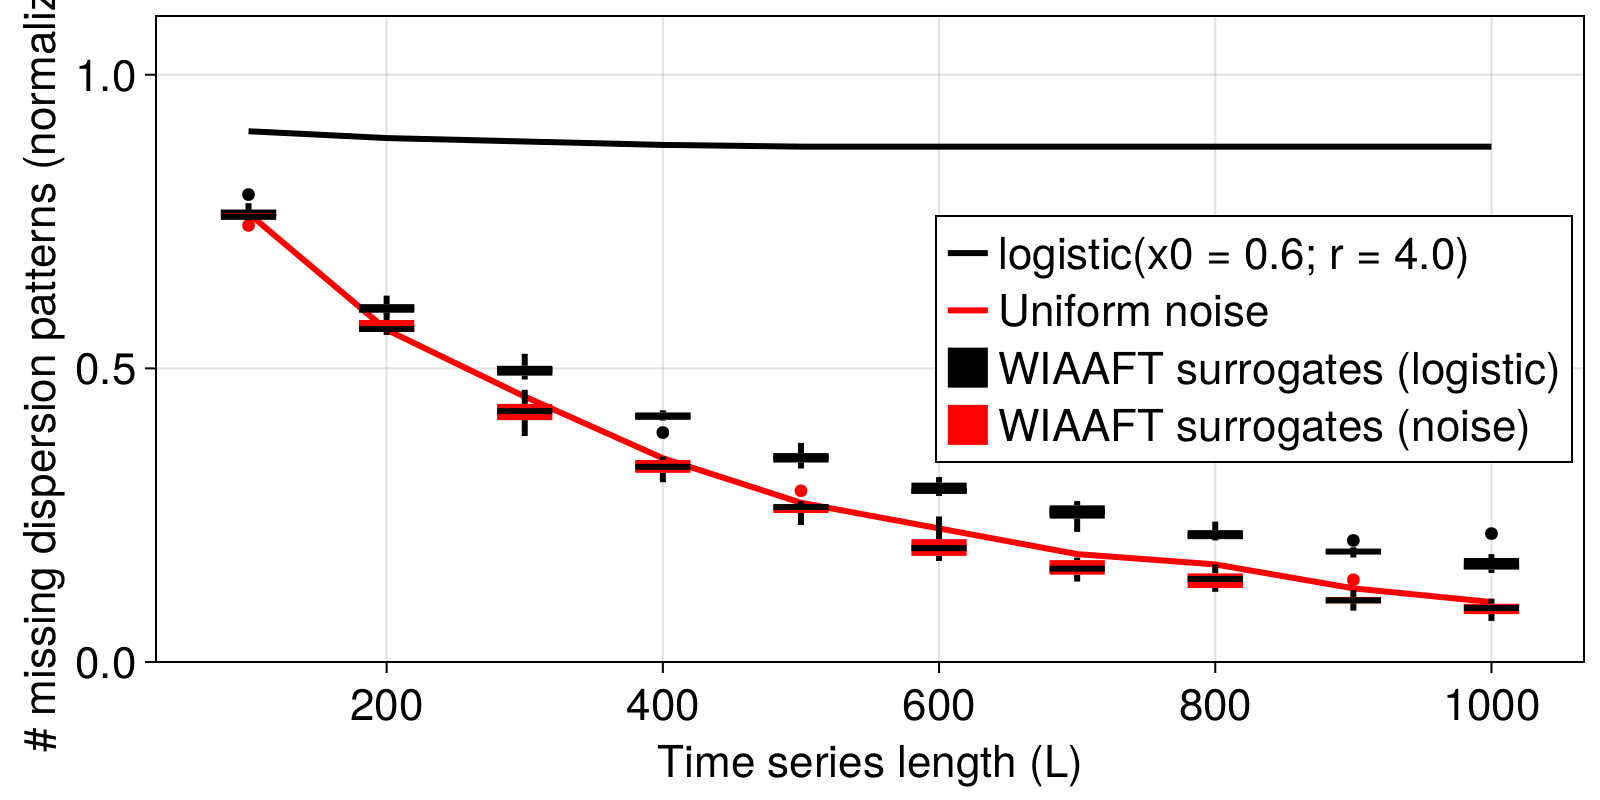 # missing dispersion patterns (normaliz
1.0
0.5
0.0
logistic(x0 = 0.6; r = 4.0)
Uniform noise
WIAAFT surrogates (logistic)
WIAAFT surrogates (noise)
200
400
600
800
1000
Time series length (L)